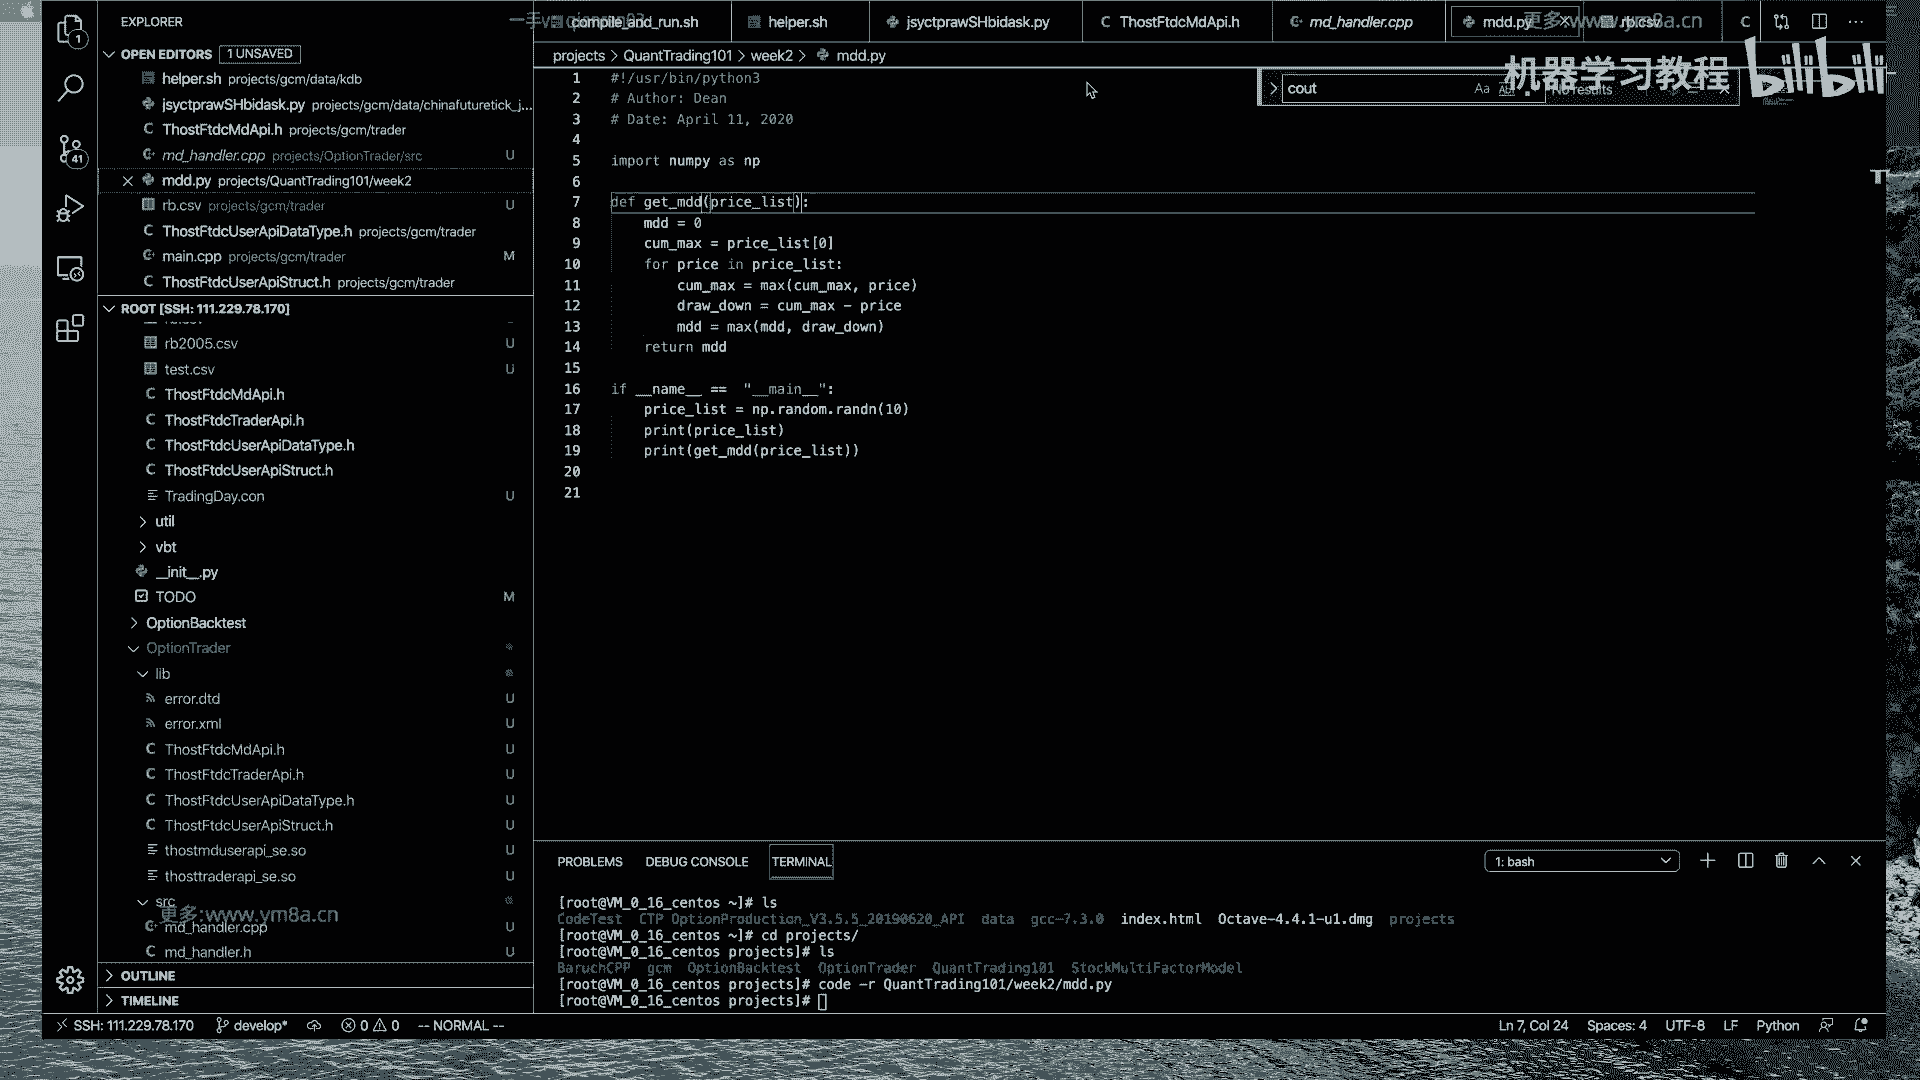 compile_and_run.sh
helper.sh
jsyctprawSHbidask.py
C ThostFtdcMdApi.h
md_handler.cpp
mdd.py
更多:www.ym8a.cn
rb.csv
C
机器学习教程 bilibili
projects > QuantTrading101 > week2 > mdd.py
cout
Aa
No results
EXPLORER
OPEN EDITORS 1 UNSAVED
helper.sh projects/gcm/data/kdb
jsyctprawSHbidask.py projects/gcm/data/chinafuturetick_j...
C ThostFtdcMdApi.h projects/gcm/trader
md_handler.cpp projects/OptionTrader/src U
mdd.py projects/QuantTrading101/week2
rb.csv projects/gcm/trader U
C ThostFtdcUserApiDataType.h projects/gcm/trader
main.cpp projects/gcm/trader M
C ThostFtdcUserApiStruct.h projects/gcm/trader
ROOT [SSH: 111.229.78.170]
rb2005.csv U
test.csv U
C ThostFtdcMdApi.h
C ThostFtdcTraderApi.h
C ThostFtdcUserApiDataType.h
C ThostFtdcUserApiStruct.h
TradingDay.con U
util
vbt
__init__.py
TODO M
OptionBacktest
OptionTrader
lib
error.dtd U
error.xml U
C ThostFtdcMdApi.h U
C ThostFtdcTraderApi.h U
C ThostFtdcUserApiDataType.h U
C ThostFtdcUserApiStruct.h U
thostmduserapi_se.so U
thosttraderapi_se.so U
src
更多:www.ym8a.cn
md_handler.cpp U
C md_handler.h U
OUTLINE
TIMELINE
1 #!/usr/bin/python3
2 # Author: Dean
3 # Date: April 11, 2020
4
5 import numpy as np
6
7 def get_mdd(price_list):
8 mdd = 0
9 cum_max = price_list[0]
10 for price in price_list:
11 cum_max = max(cum_max, price)
12 draw_down = cum_max - price
13 mdd = max(mdd, draw_down)
14 return mdd
15
16 if __name__ == "__main__":
17 price_list = np.random.randn(10)
18 print(price_list)
19 print(get_mdd(price_list))
20
21
PROBLEMS DEBUG CONSOLE TERMINAL
1: bash
[root@VM_0_16_centos ~]# ls
CodeTest CTP OptionProduction_V3.5.5_20190620_API data gcc-7.3.0 index.html Octave-4.4.1-u1.dmg projects
[root@VM_0_16_centos ~]# cd projects/
[root@VM_0_16_centos projects]# ls
BaruchCPP gcm OptionBacktest OptionTrader QuantTrading101 StockMultiFactorModel
[root@VM_0_16_centos projects]# code -r QuantTrading101/week2/mdd.py
[root@VM_0_16_centos projects]#
SSH: 111.229.78.170 develop* 0 0 -- NORMAL --
Ln 7, Col 24 Spaces: 4 UTF-8 LF Python